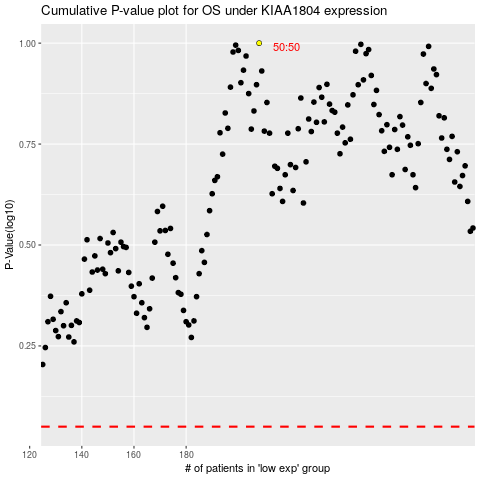 Cumulative P-value plot for OS under KIAA1804 expression
1.00
50:50
0.75
P-Value(log10)
0.50
0.25
120 140 160 180
# of patients in 'low exp' group